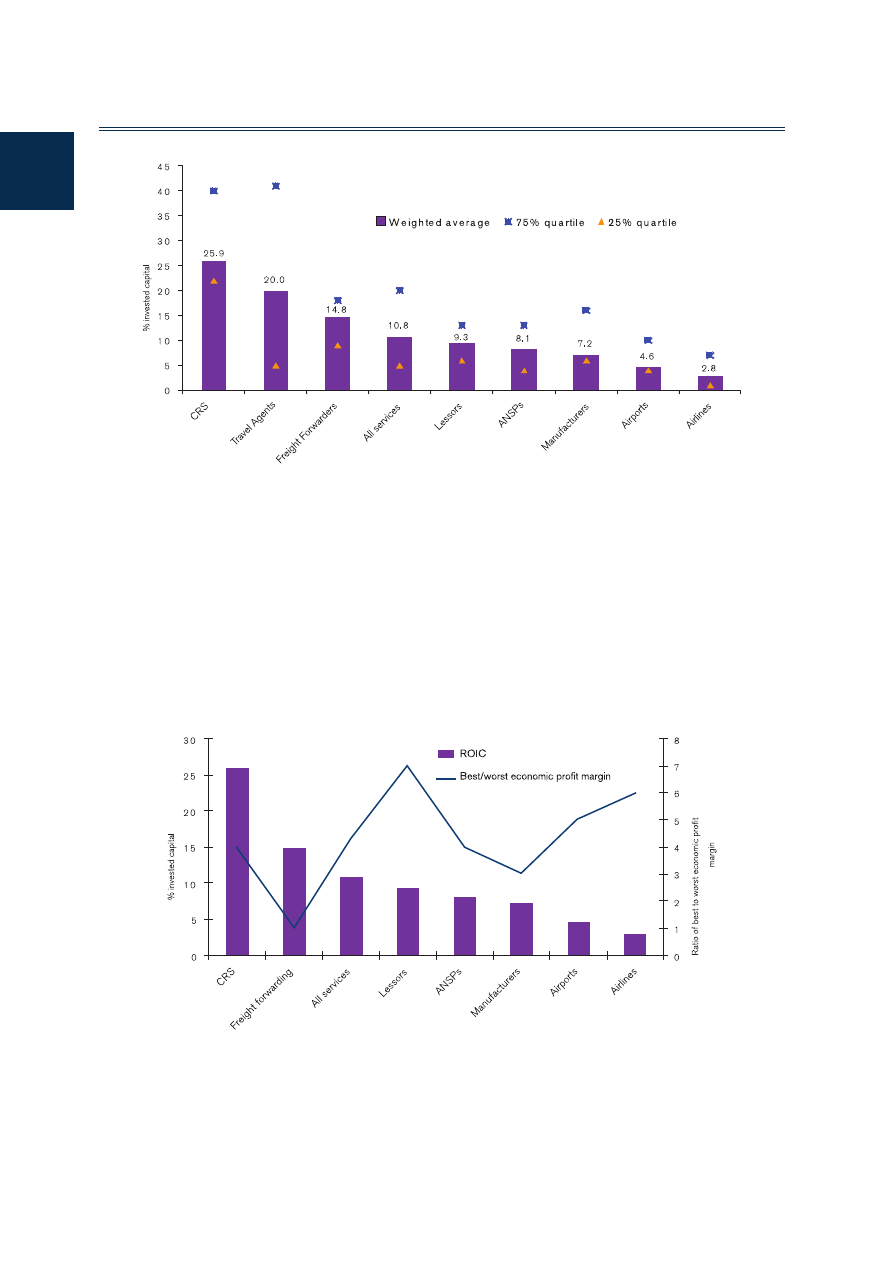 45
40
35
30
25
20
15
10
5
0
% invested capital
Weighted average 75% quartile 25% quartile
25.9
20.0
14.8
10.8
9.3
8.1
7.2
4.6
2.8
CRS
Travel Agents
Freight Forwarders
All services
Lessors
ANSPs
Manufacturers
Airports
Airlines
30
25
20
15
10
5
0
% invested capital
ROIC
Best/worst economic profit margin
8
7
6
5
4
3
2
1
0
Ratio of best to worst economic profit
margin
CRS
Freight forwarding
All services
Lessors
ANSPs
Manufacturers
Airports
Airlines